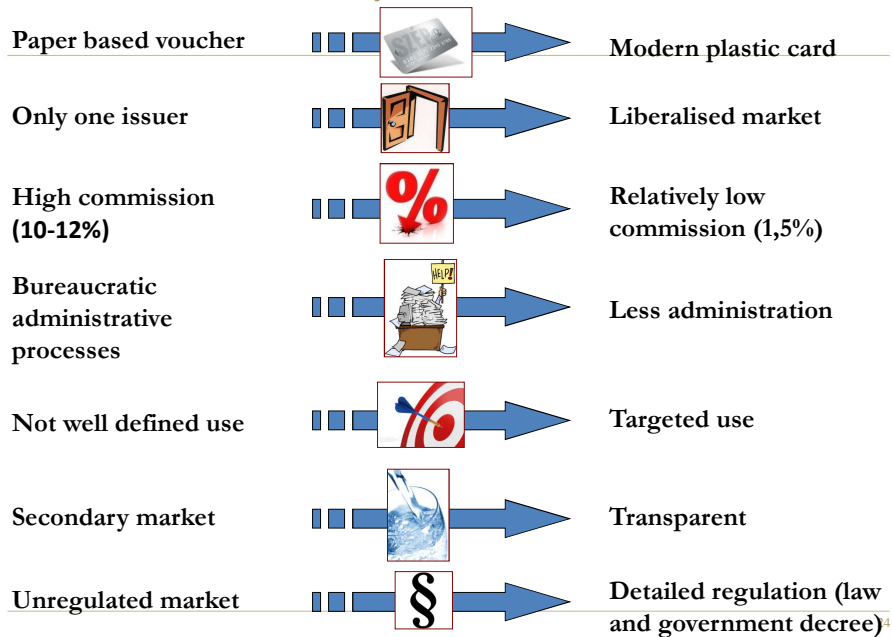 Paper based voucher
Modern plastic card
Only one issuer
Liberalised market
High commission
(10-12%)
%
Relatively low
commission (1,5%)
Bureaucratic
administrative
processes
HELP!
Less administration
Not well defined use
Targeted use
Secondary market
Transparent
Unregulated market
§
Detailed regulation (law
and government decree)